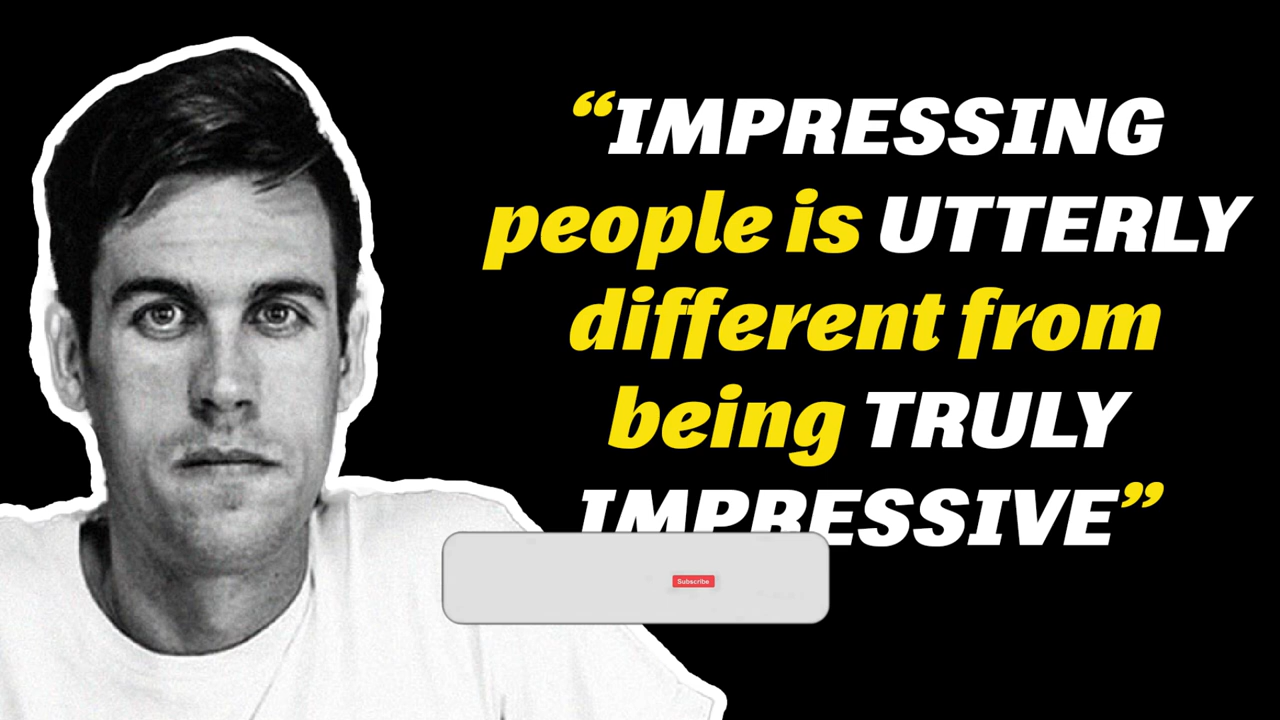 “IMPRESSING
people is UTTERLY
different from
being TRULY
IMPRESSIVE”
Subscribe